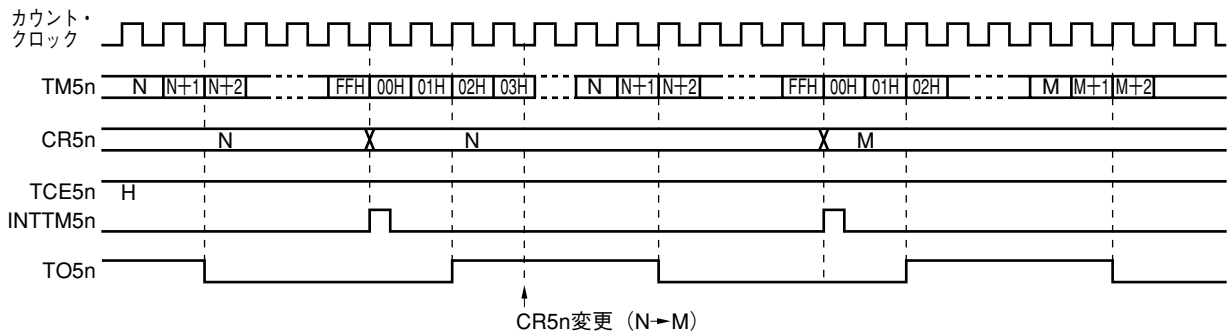 カウント・
クロック
TM5n N N+1 N+2 FFH 00H 01H 02H 03H N N+1 N+2 FFH 00H 01H 02H M M+1 M+2
CR5n N N M
TCE5n H
INTTM5n
TO5n
CR5n変更（N→M）